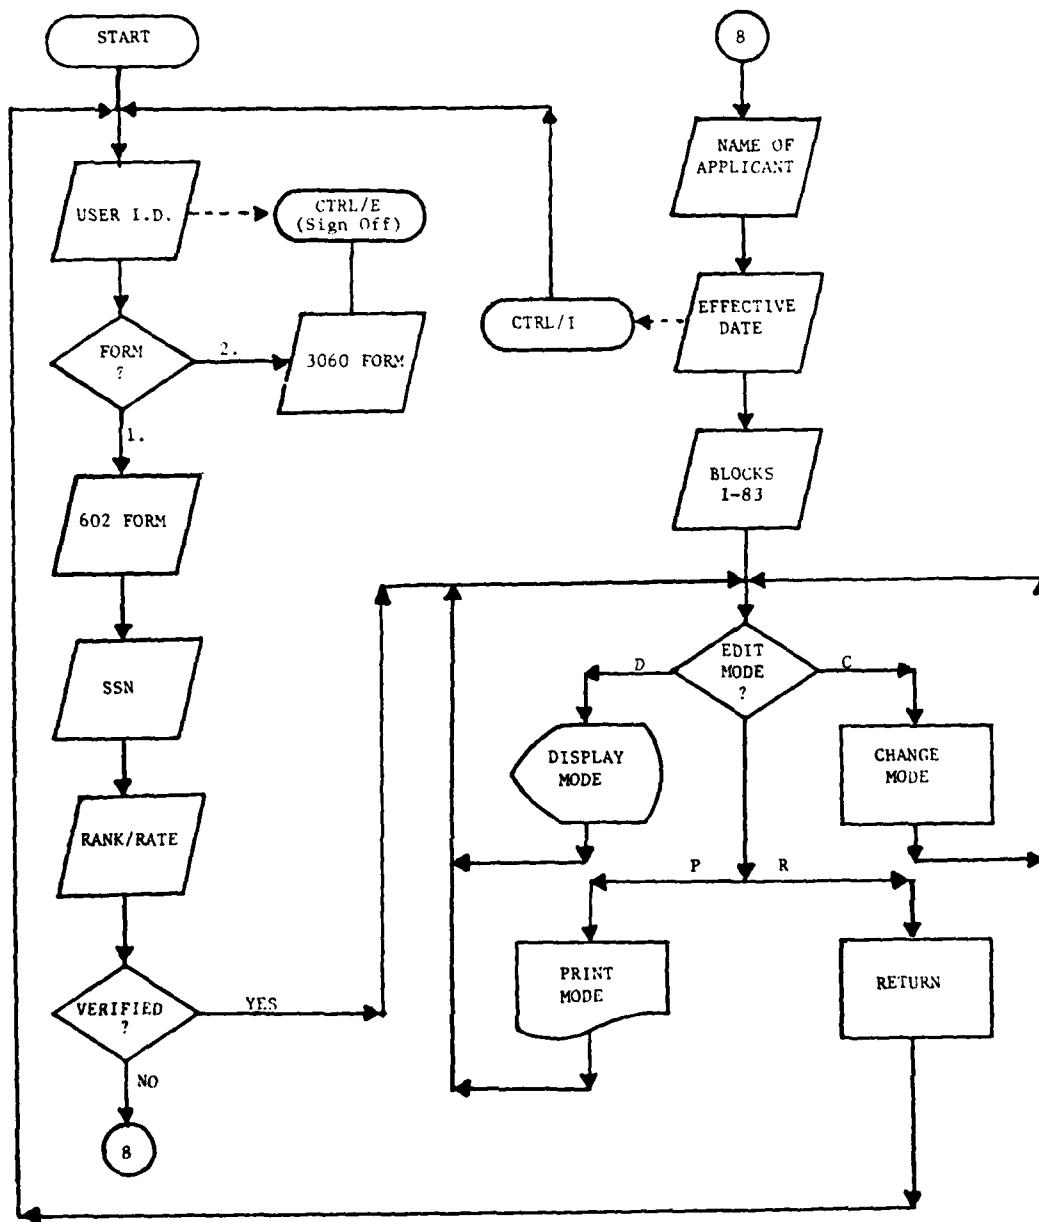 START
USER I.D.
CTRL/E
(Sign Off)
FORM
?
2.
3060 FORM
1.
602 FORM
SSN
RANK/RATE
VERIFIED
?
YES
NO
8
8
NAME OF
APPLICANT
EFFECTIVE
DATE
CTRL/I
BLOCKS
1-83
EDIT
MODE
?
D
C
DISPLAY
MODE
CHANGE
MODE
P
R
PRINT
MODE
RETURN